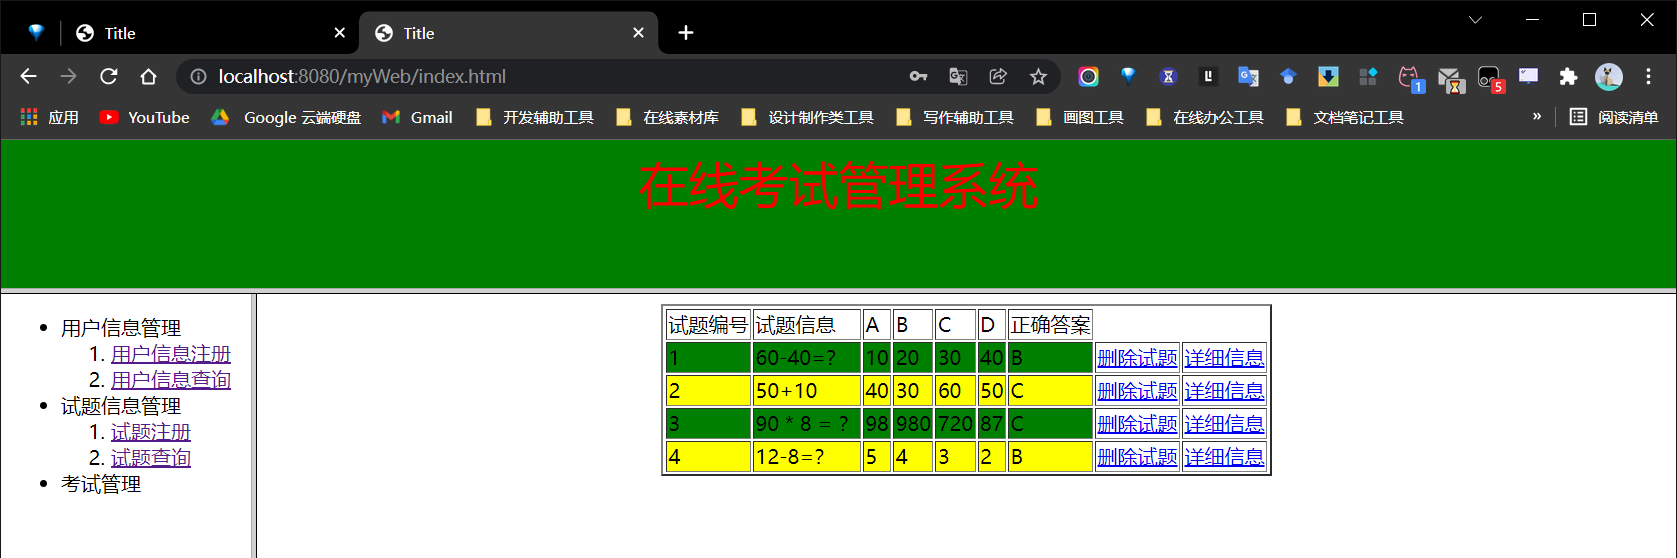 Title
Title
localhost:8080/myWeb/index.html
1
5
应用 YouTube Google 云端硬盘 Gmail 开发辅助工具 在线素材库 设计制作类工具 写作辅助工具 画图工具 在线办公工具 文档笔记工具 » 阅读清单
在线考试管理系统
用户信息管理
1. 用户信息注册
2. 用户信息查询
试题信息管理
1. 试题注册
2. 试题查询
考试管理
试题编号 试题信息 A B C D 正确答案
1 60-40=? 10 20 30 40 B 删除试题 详细信息
2 50+10 40 30 60 50 C 删除试题 详细信息
3 90 * 8 = ? 98 980 720 87 C 删除试题 详细信息
4 12-8=? 5 4 3 2 B 删除试题 详细信息